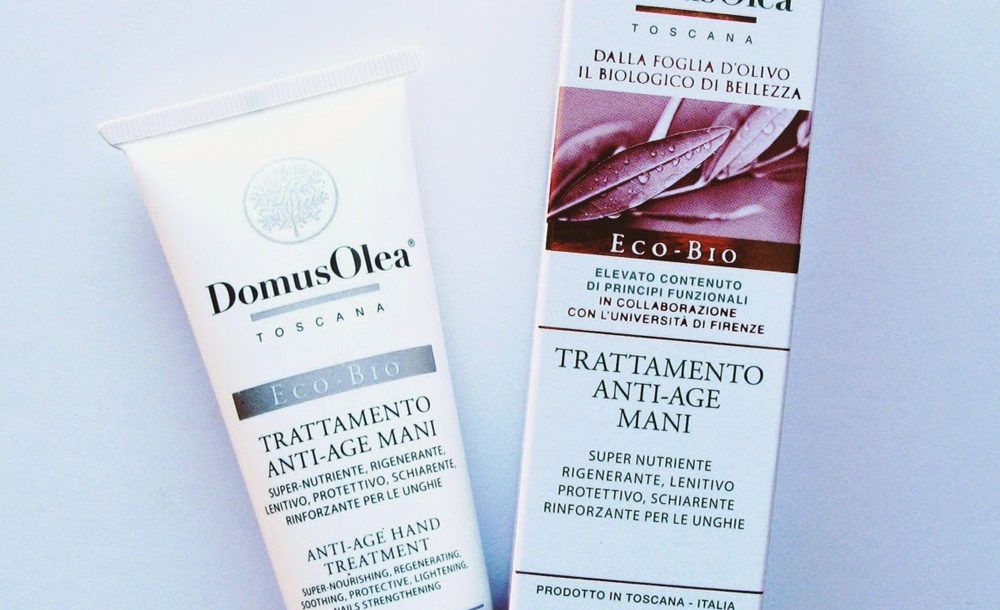 DomusOlea®
TOSCANA
ECO-BIO
TRATTAMENTO
ANTI-AGE MANI
SUPER-NUTRIENTE, RIGENERANTE,
LENITIVO, PROTETTIVO, SCHIARENTE,
RINFORZANTE PER LE UNGHIE
ANTI-AGE HAND
TREATMENT
SUPER-NOURISHING, REGENERATING,
SOOTHING, PROTECTIVE, LIGHTENING,
NAILS STRENGTHENING
DomusOlea
TOSCANA
DALLA FOGLIA D'OLIVO
IL BIOLOGICO DI BELLEZZA
ECO-BIO
ELEVATO CONTENUTO
DI PRINCIPI FUNZIONALI
IN COLLABORAZIONE
CON L'UNIVERSITÀ DI FIRENZE
TRATTAMENTO
ANTI-AGE
MANI
SUPER NUTRIENTE
RIGENERANTE, LENITIVO
PROTETTIVO, SCHIARENTE
RINFORZANTE PER LE UNGHIE
PRODOTTO IN TOSCANA - ITALIA